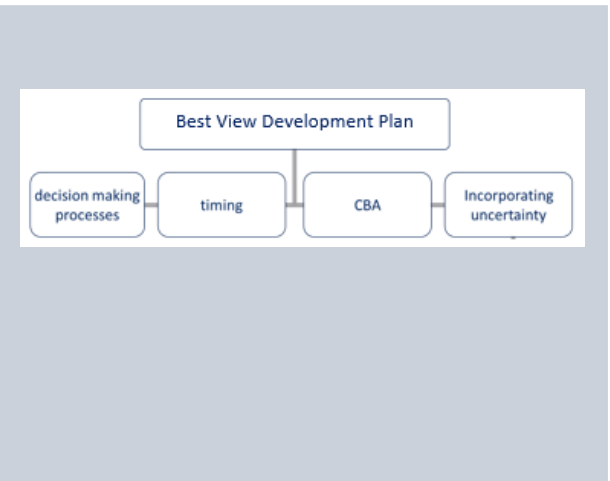 Best View Development Plan
decision making
processes
timing
CBA
Incorporating
uncertainty